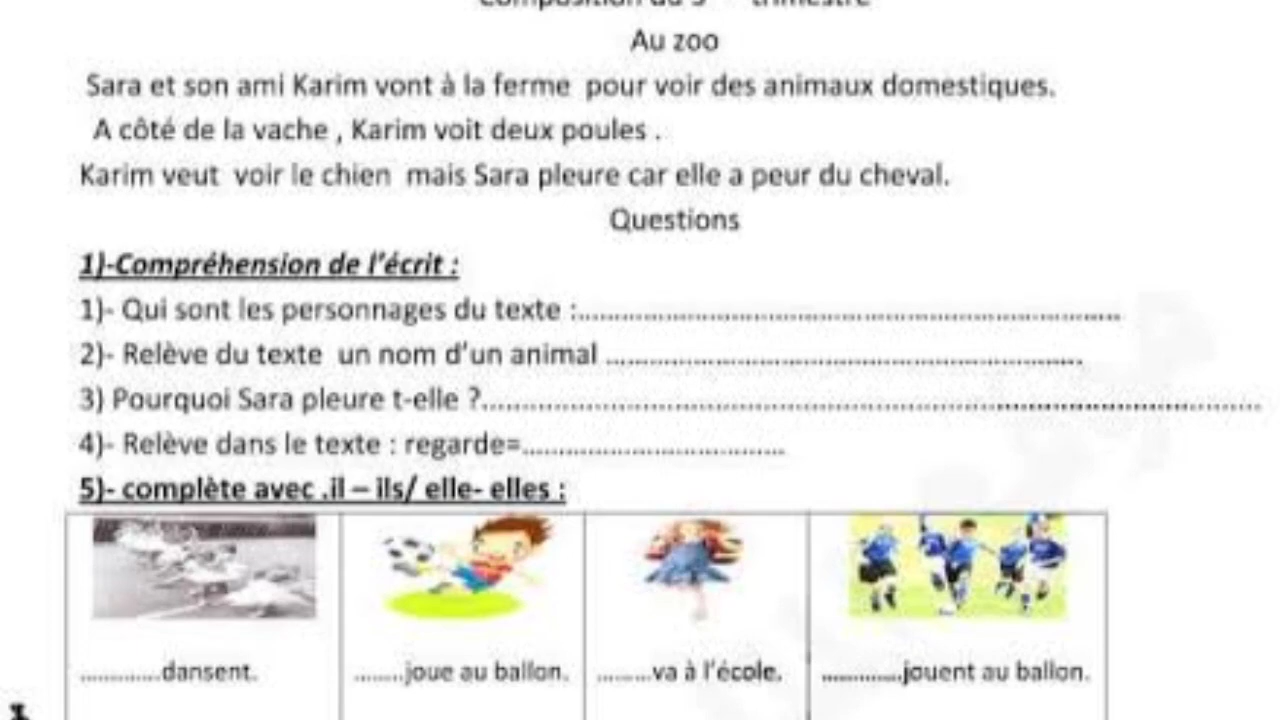 Composition du 3 trimestre
Au zoo
Sara et son ami Karim vont à la ferme pour voir des animaux domestiques.
A côté de la vache , Karim voit deux poules .
Karim veut voir le chien mais Sara pleure car elle a peur du cheval.
Questions
1)-Compréhension de l'écrit :
1)- Qui sont les personnages du texte :................
2)- Relève du texte un nom d'un animal ................
3) Pourquoi Sara pleure t-elle ?................
4)- Relève dans le texte : regarde=................
5)- complète avec .il – ils/ elle- elles :
.............dansent. ........joue au ballon. .........va à l'école. .............jouent au ballon.